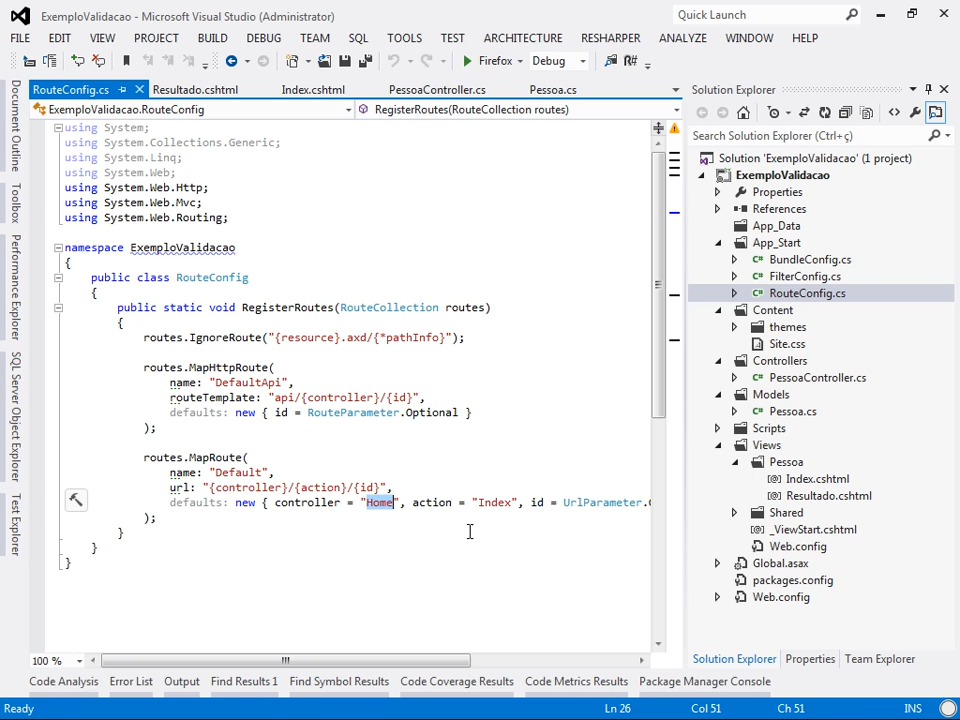 ExemploValidacao - Microsoft Visual Studio (Administrator)
Quick Launch
FILE EDIT VIEW PROJECT BUILD DEBUG TEAM SQL TOOLS TEST ARCHITECTURE RESHARPER ANALYZE WINDOW HELP
Firefox Debug R#
RouteConfig.cs Resultado.cshtml Index.cshtml PessoaController.cs Pessoa.cs
ExemploValidacao.RouteConfig RegisterRoutes(RouteCollection routes)
Document Outline
Toolbox
Performance Explorer
SQL Server Object Explorer
Test Explorer
using System;
using System.Collections.Generic;
using System.Linq;
using System.Web;
using System.Web.Http;
using System.Web.Mvc;
using System.Web.Routing;
namespace ExemploValidacao
{
public class RouteConfig
{
public static void RegisterRoutes(RouteCollection routes)
{
routes.IgnoreRoute("{resource}.axd/{*pathInfo}");
routes.MapHttpRoute(
name: "DefaultApi",
routeTemplate: "api/{controller}/{id}",
defaults: new { id = RouteParameter.Optional }
);
routes.MapRoute(
name: "Default",
url: "{controller}/{action}/{id}",
defaults: new { controller = "Home", action = "Index", id = UrlParameter.
);
}
}
}
100 %
Solution Explorer
Search Solution Explorer (Ctrl+ç)
Solution 'ExemploValidacao' (1 project)
ExemploValidacao
Properties
References
App_Data
App_Start
C# BundleConfig.cs
C# FilterConfig.cs
C# RouteConfig.cs
Content
themes
Site.css
Controllers
C# PessoaController.cs
Models
C# Pessoa.cs
Scripts
Views
Pessoa
Index.cshtml
Resultado.cshtml
Shared
_ViewStart.cshtml
Web.config
Global.asax
packages.config
Web.config
Solution Explorer Properties Team Explorer
Code Analysis Error List Output Find Results 1 Find Symbol Results Code Coverage Results Code Metrics Results Package Manager Console
Ready Ln 26 Col 51 Ch 51 INS